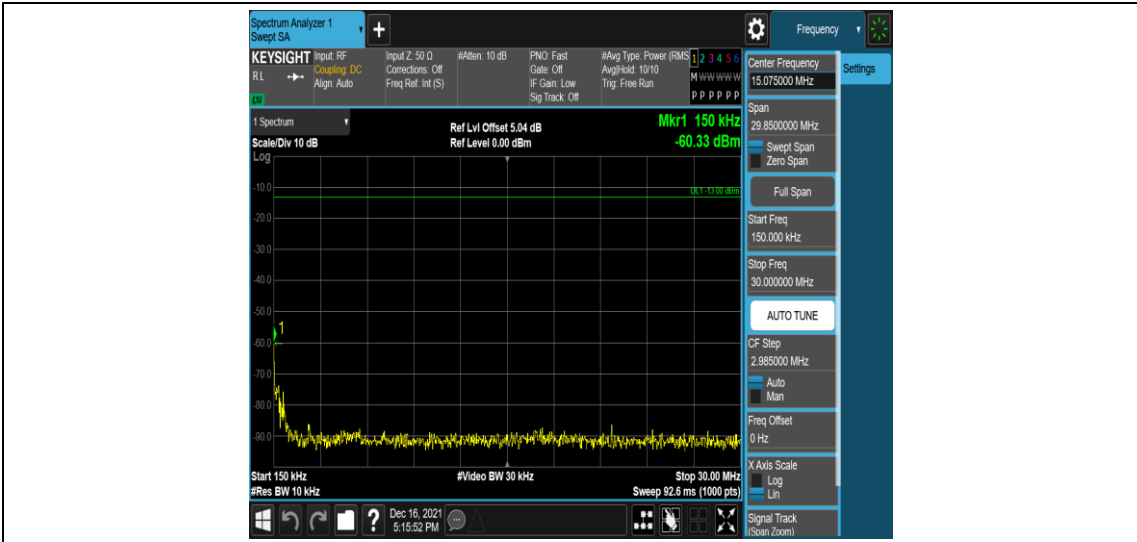 Spectrum Analyzer 1
Swept SA
+
Frequency
KEYSIGHT
RL
LXI
Input: RF
Coupling: DC
Align: Auto
Input Z: 50 Ω
Corrections: Off
Freq Ref: Int (S)
#Atten: 10 dB
PNO: Fast
Gate: Off
IF Gain: Low
Sig Track: Off
#Avg Type: Power (RMS
Avg|Hold: 10/10
Trig: Free Run
1 2 3 4 5 6
M W W W W W
P P P P P P
1 Spectrum
Scale/Div 10 dB
Ref Lvl Offset 5.04 dB
Ref Level 0.00 dBm
Mkr1 150 kHz
-60.33 dBm
Log
DL1 -13.00 dBm
-10.0
-20.0
-30.0
-40.0
-50.0
-60.0
-70.0
-80.0
-90.0
1
Start 150 kHz
#Video BW 30 kHz
Stop 30.00 MHz
#Res BW 10 kHz
Sweep 92.6 ms (1000 pts)
Dec 16, 2021
5:15:52 PM
?
Center Frequency
15.075000 MHz
Settings
Span
29.8500000 MHz
Swept Span
Zero Span
Full Span
Start Freq
150.000 kHz
Stop Freq
30.000000 MHz
AUTO TUNE
CF Step
2.985000 MHz
Auto
Man
Freq Offset
0 Hz
X Axis Scale
Log
Lin
Signal Track
(Span Zoom)